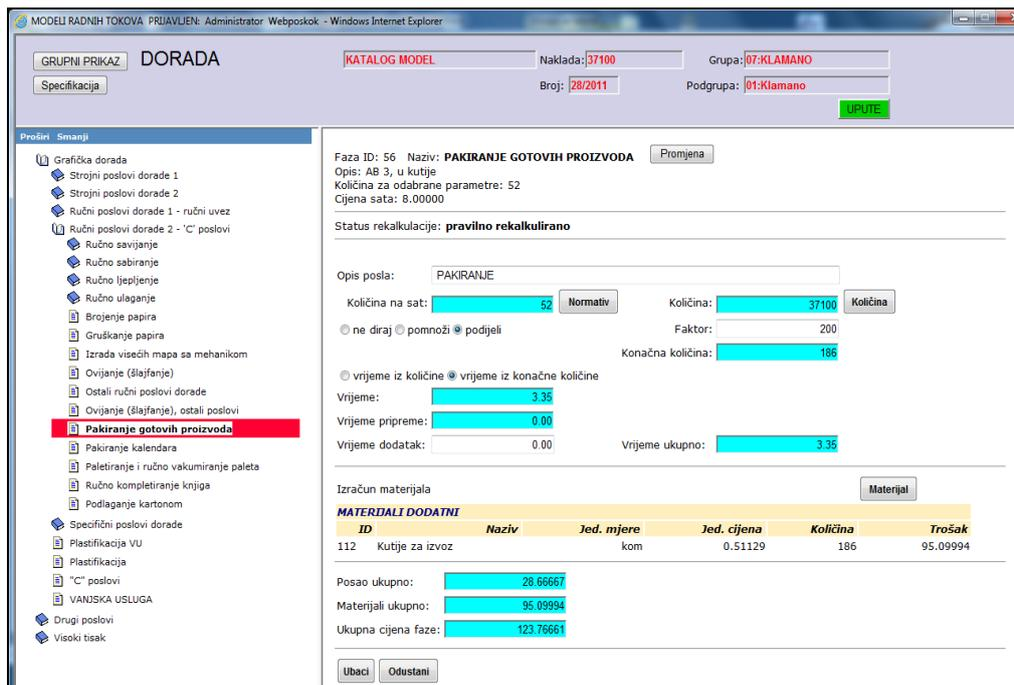 MODELI RADNIH TOKOVA PRIJAVLJEN: Administrator Webposkok - Windows Internet Explorer
GRUPNI PRIKAZ DORADA
Specifikacija
KATALOG MODEL Naklada: 37100 Grupa: 07:KLAMANO
Broj: 28/2011 Podgrupa: 01:Klamano
UPUTE
Proširi Smanji
Grafička dorada
Strojni poslovi dorade 1
Strojni poslovi dorade 2
Ručni poslovi dorade 1 - ručni uvez
Ručni poslovi dorade 2 - 'C' poslovi
Ručno savijanje
Ručno sabiranje
Ručno ljepljenje
Ručno ulaganje
Brojenje papira
Gruškanje papira
Izrada visećih mapa sa mehanikom
Ovijanje (šlajfanje)
Ostali ručni poslovi dorade
Ovijanje (šlajfanje), ostali poslovi
Pakiranje gotovih proizvoda
Pakiranje kalendara
Paletiranje i ručno vakumiranje paleta
Ručno kompletiranje knjiga
Podlaganje kartonom
Specifični poslovi dorade
Plastifikacija VU
Plastifikacija
"C" poslovi
VANJSKA USLUGA
Drugi poslovi
Visoki tisak
Faza ID: 56 Naziv: PAKIRANJE GOTOVIH PROIZVODA Promjena
Opis: AB 3, u kutije
Količina za odabrane parametre: 52
Cijena sata: 8.00000
Status rekalkulacije: pravilno rekalkulirano
Opis posla: PAKIRANJE
Količina na sat: 52 Normativ Količina: 37100 Količina
ne diraj pomnoži podijeli Faktor: 200
Konačna količina: 186
vrijeme iz količine vrijeme iz konačne količine
Vrijeme: 3.35
Vrijeme pripreme: 0.00
Vrijeme dodatak: 0.00 Vrijeme ukupno: 3.35
Izračun materijala Materijal
MATERIJALI DODATNI
ID Naziv Jed. mjere Jed. cijena Količina Trošak
112 Kutije za izvoz kom 0.51129 186 95.09994
Posao ukupno: 28.66667
Materijali ukupno: 95.09994
Ukupna cijena faze: 123.76661
Ubaci Odustani